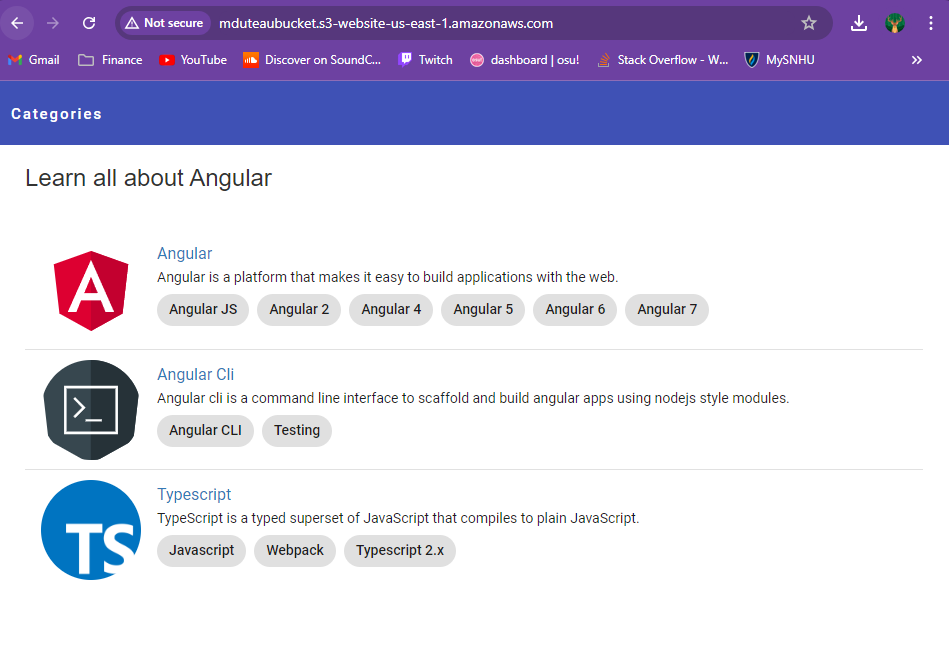 Not secure mduteaubucket.s3-website-us-east-1.amazonaws.com
Gmail Finance YouTube Discover on SoundC... Twitch osu! dashboard | osu! Stack Overflow - W... MySNHU »
Categories
Learn all about Angular
Angular
A
Angular is a platform that makes it easy to build applications with the web.
Angular JS Angular 2 Angular 4 Angular 5 Angular 6 Angular 7
Angular Cli
>_
Angular cli is a command line interface to scaffold and build angular apps using nodejs style modules.
Angular CLI Testing
Typescript
TypeScript is a typed superset of JavaScript that compiles to plain JavaScript.
TS
Javascript Webpack Typescript 2.x